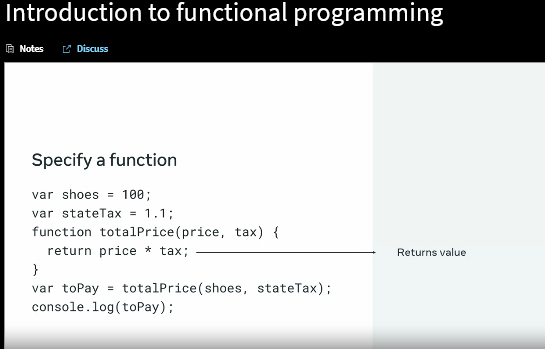 Introduction to functional programming
Notes Discuss
Specify a function
var shoes = 100;
var stateTax = 1.1;
function totalPrice(price, tax) {
return price * tax; Returns value
}
var toPay = totalPrice(shoes, stateTax);
console.log(toPay);